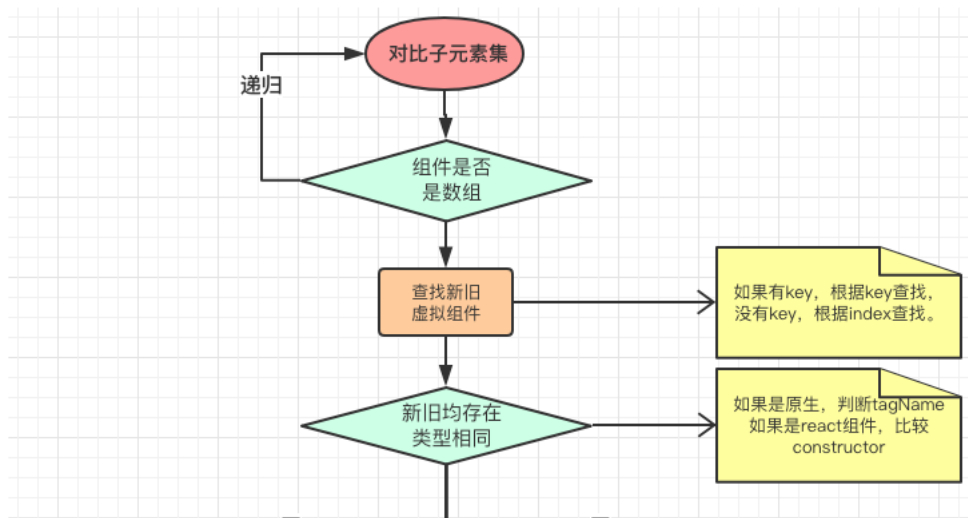 对比子元素集
递归
组件是否
是数组
查找新旧
虚拟组件
如果有key，根据key查找，
没有key，根据index查找。
新旧均存在
类型相同
如果是原生，判断tagName
如果是react组件，比较
constructor